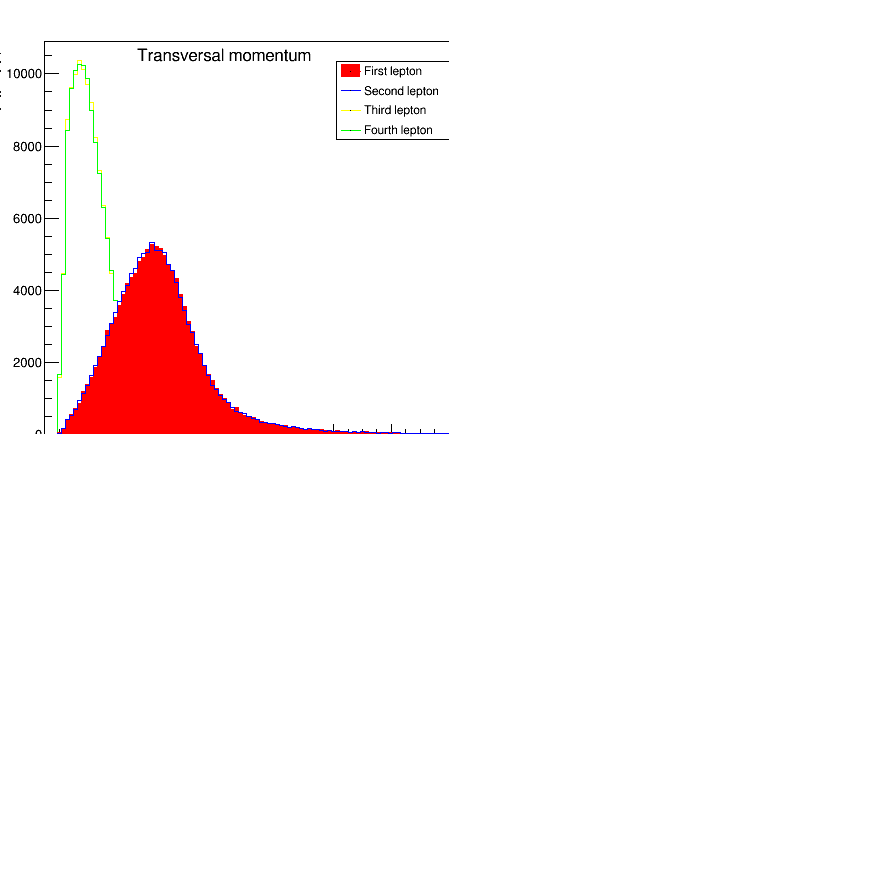 Transversal momentum
First lepton
Second lepton
Third lepton
Fourth lepton
10000
8000
6000
4000
2000
0